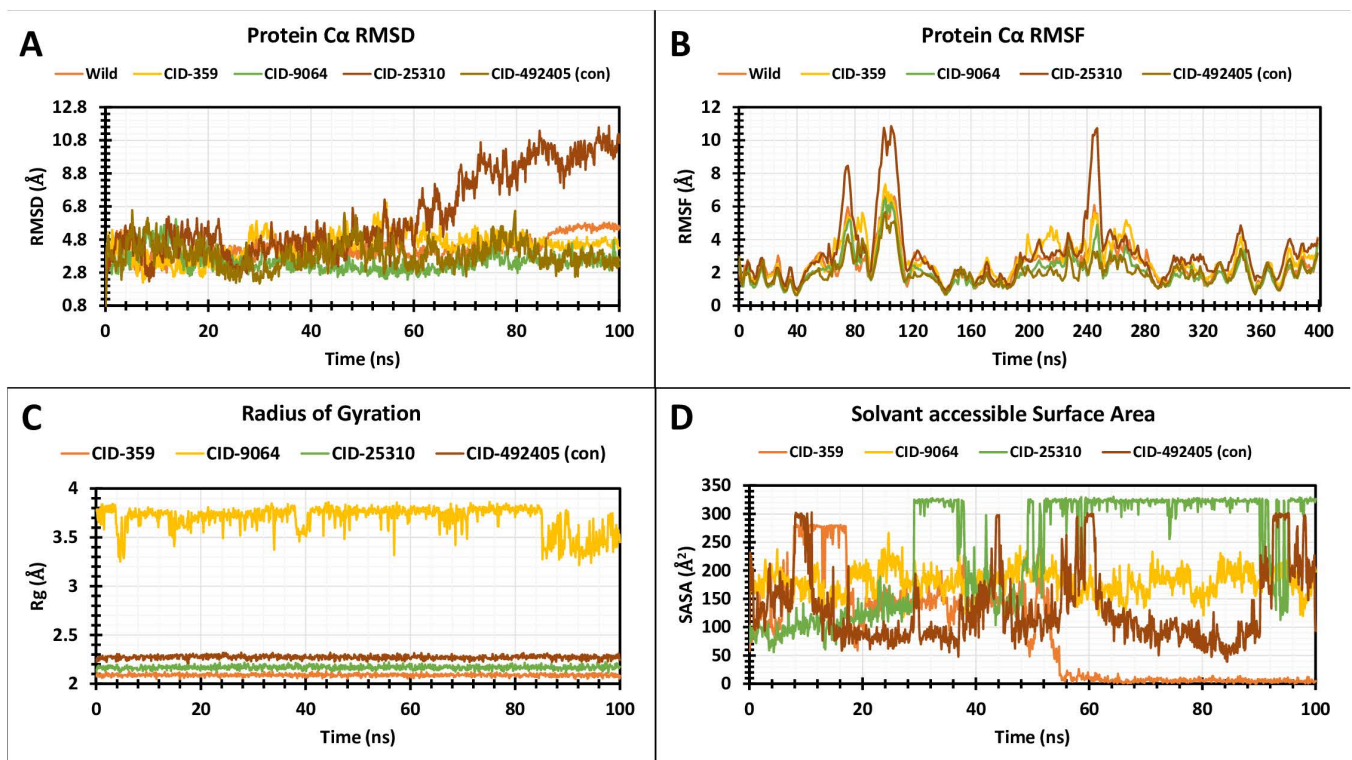 A
Protein Cα RMSD
Wild CID-359 CID-9064 CID-25310 CID-492405 (con)
12.8
10.8
8.8
6.8
4.8
2.8
0.8
RMSD (Å)
0 20 40 60 80 100
Time (ns)
B
Protein Cα RMSF
Wild CID-359 CID-9064 CID-25310 CID-492405 (con)
12
10
8
6
4
2
0
RMSF (Å)
0 40 80 120 160 200 240 280 320 360 400
Time (ns)
C
Radius of Gyration
CID-359 CID-9064 CID-25310 CID-492405 (con)
4
3.5
3
2.5
2
Rg (Å)
0 20 40 60 80 100
Time (ns)
D
Solvant accessible Surface Area
CID-359 CID-9064 CID-25310 CID-492405 (con)
350
300
250
200
150
100
50
0
SASA (Å²)
0 20 40 60 80 100
Time (ns)